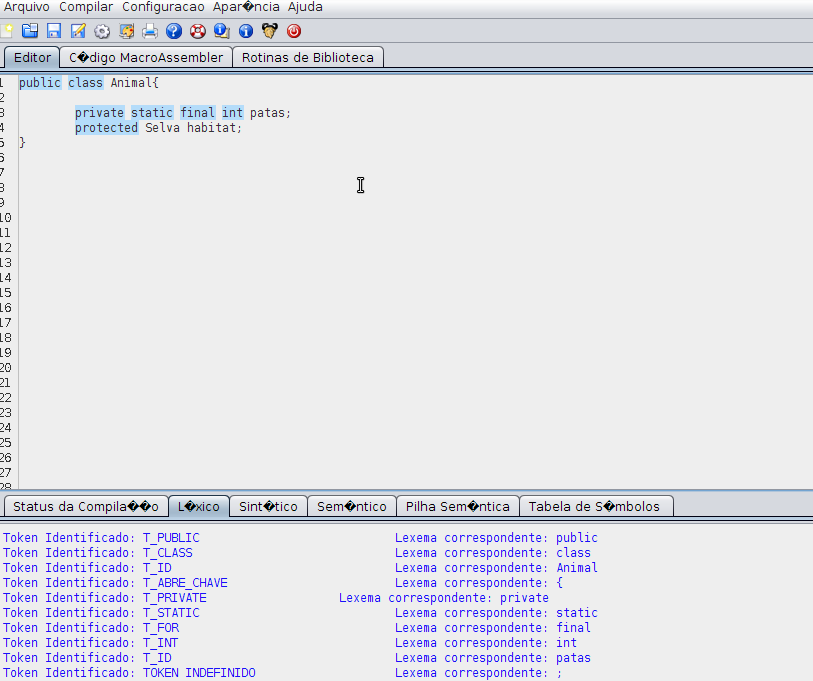 Arquivo Compilar Configuracao Apar�ncia Ajuda
Editor C�digo MacroAssembler Rotinas de Biblioteca
1 public class Animal{
2
3 private static final int patas;
4 protected Selva habitat;
5 }
6
7
8
9
10
11
12
13
14
15
16
17
18
19
20
21
22
23
24
25
26
27
28
Status da Compila��o L�xico Sint�tico Sem�ntico Pilha Sem�ntica Tabela de S�mbolos
Token Identificado: T_PUBLIC Lexema correspondente: public
Token Identificado: T_CLASS Lexema correspondente: class
Token Identificado: T_ID Lexema correspondente: Animal
Token Identificado: T_ABRE_CHAVE Lexema correspondente: {
Token Identificado: T_PRIVATE Lexema correspondente: private
Token Identificado: T_STATIC Lexema correspondente: static
Token Identificado: T_FOR Lexema correspondente: final
Token Identificado: T_INT Lexema correspondente: int
Token Identificado: T_ID Lexema correspondente: patas
Token Identificado: TOKEN INDEFINIDO Lexema correspondente: ;